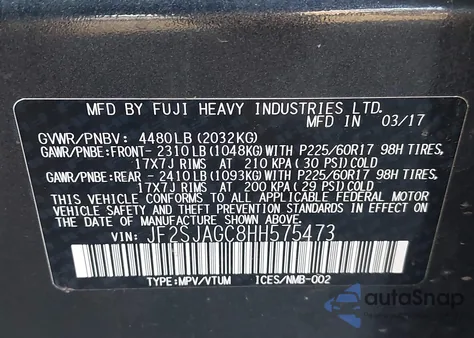 MFD BY FUJI HEAVY INDUSTRIES LTD.
MFD IN 03/17
GVWR/PNBV: 4480LB(2032KG)
GAWR/PNBE:FRONT-2310LB(1048KG)WITH P225/60R17 98H TIRES,
17X7J RIMS AT 210 KPA(30 PSI)COLD
GAWR/PNBE:REAR -2410LB(1093KG)WITH P225/60R17 98H TIRES,
17X7J RIMS AT 200 KPA(29 PSI)COLD
THIS VEHICLE CONFORMS TO ALL APPLICABLE FEDERAL MOTOR
VEHICLE SAFETY AND THEFT PREVENTION STANDARDS IN EFFECT
ON THE DATE OF MANUFACTURE SHOWN ABOVE.
VIN: JF2SJAGC8HH575473
TYPE:MPV/VTUM ICES/NMB-002
autoSnap